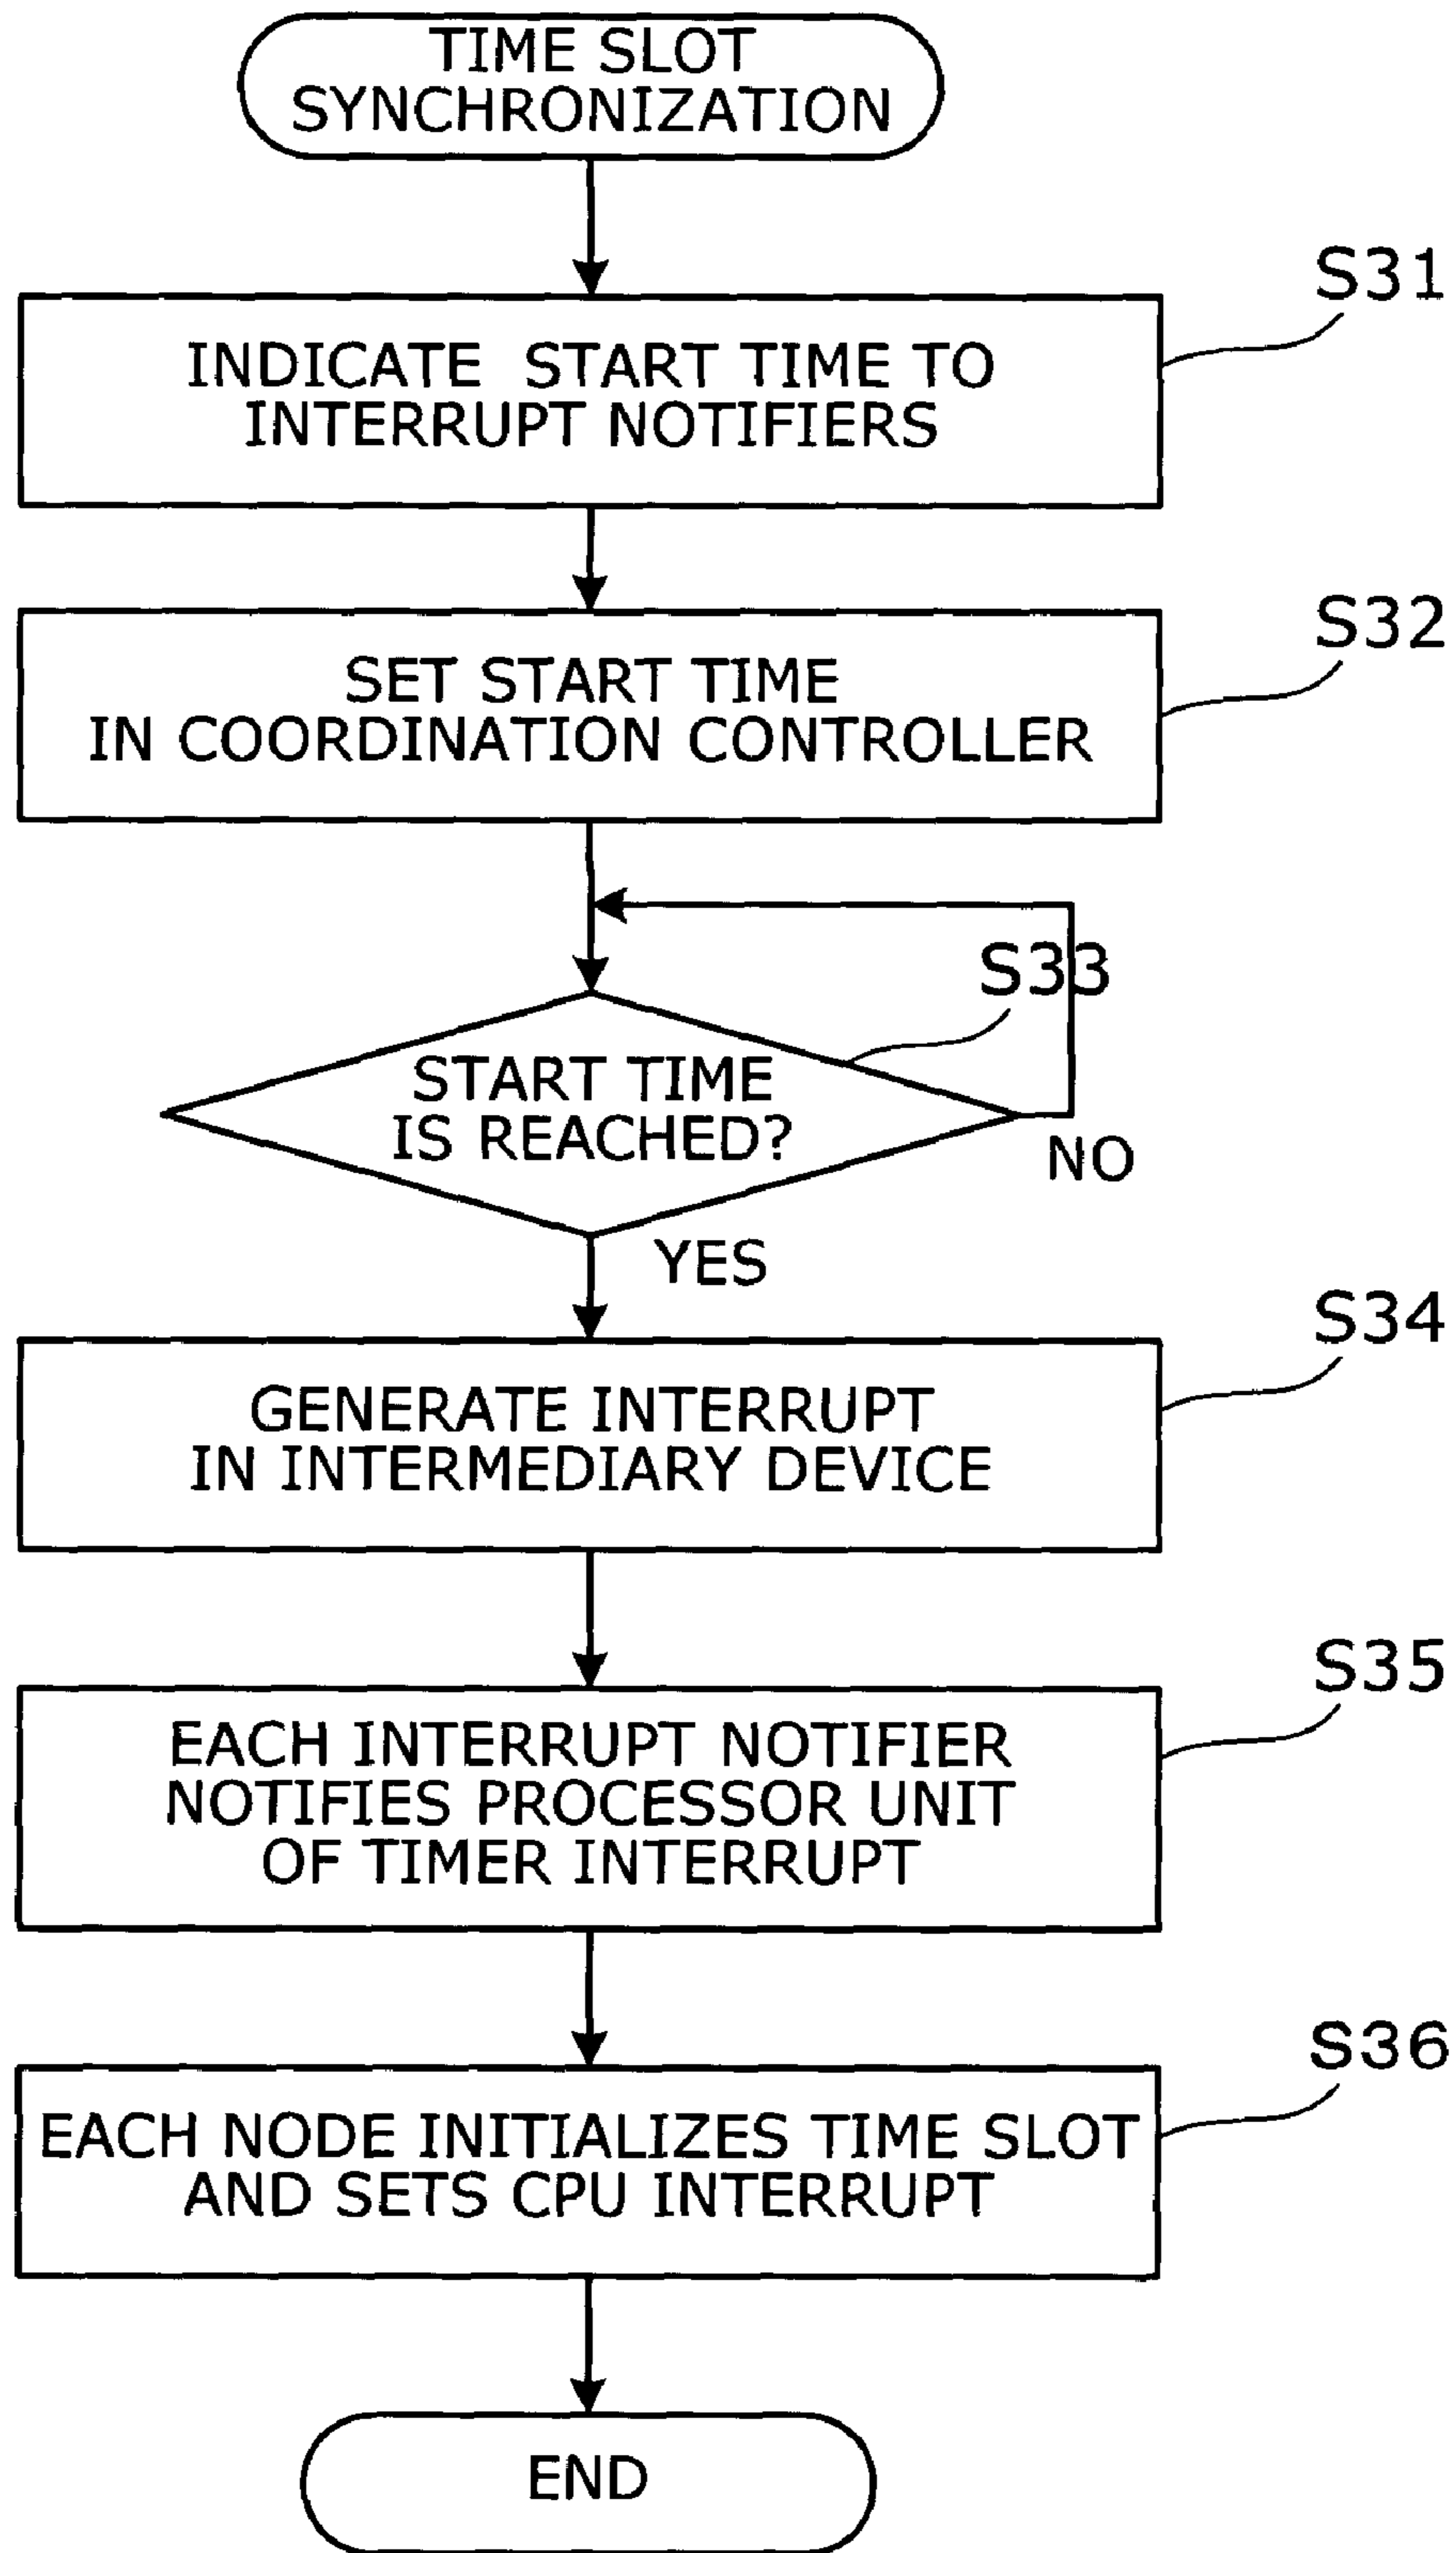 TIME SLOT
SYNCHRONIZATION
S31
INDICATE START TIME TO
INTERRUPT NOTIFIERS
S32
SET START TIME
IN COORDINATION CONTROLLER
S33
START TIME
IS REACHED?
NO
YES
S34
GENERATE INTERRUPT
IN INTERMEDIARY DEVICE
S35
EACH INTERRUPT NOTIFIER
NOTIFIES PROCESSOR UNIT
OF TIMER INTERRUPT
S36
EACH NODE INITIALIZES TIME SLOT
AND SETS CPU INTERRUPT
END